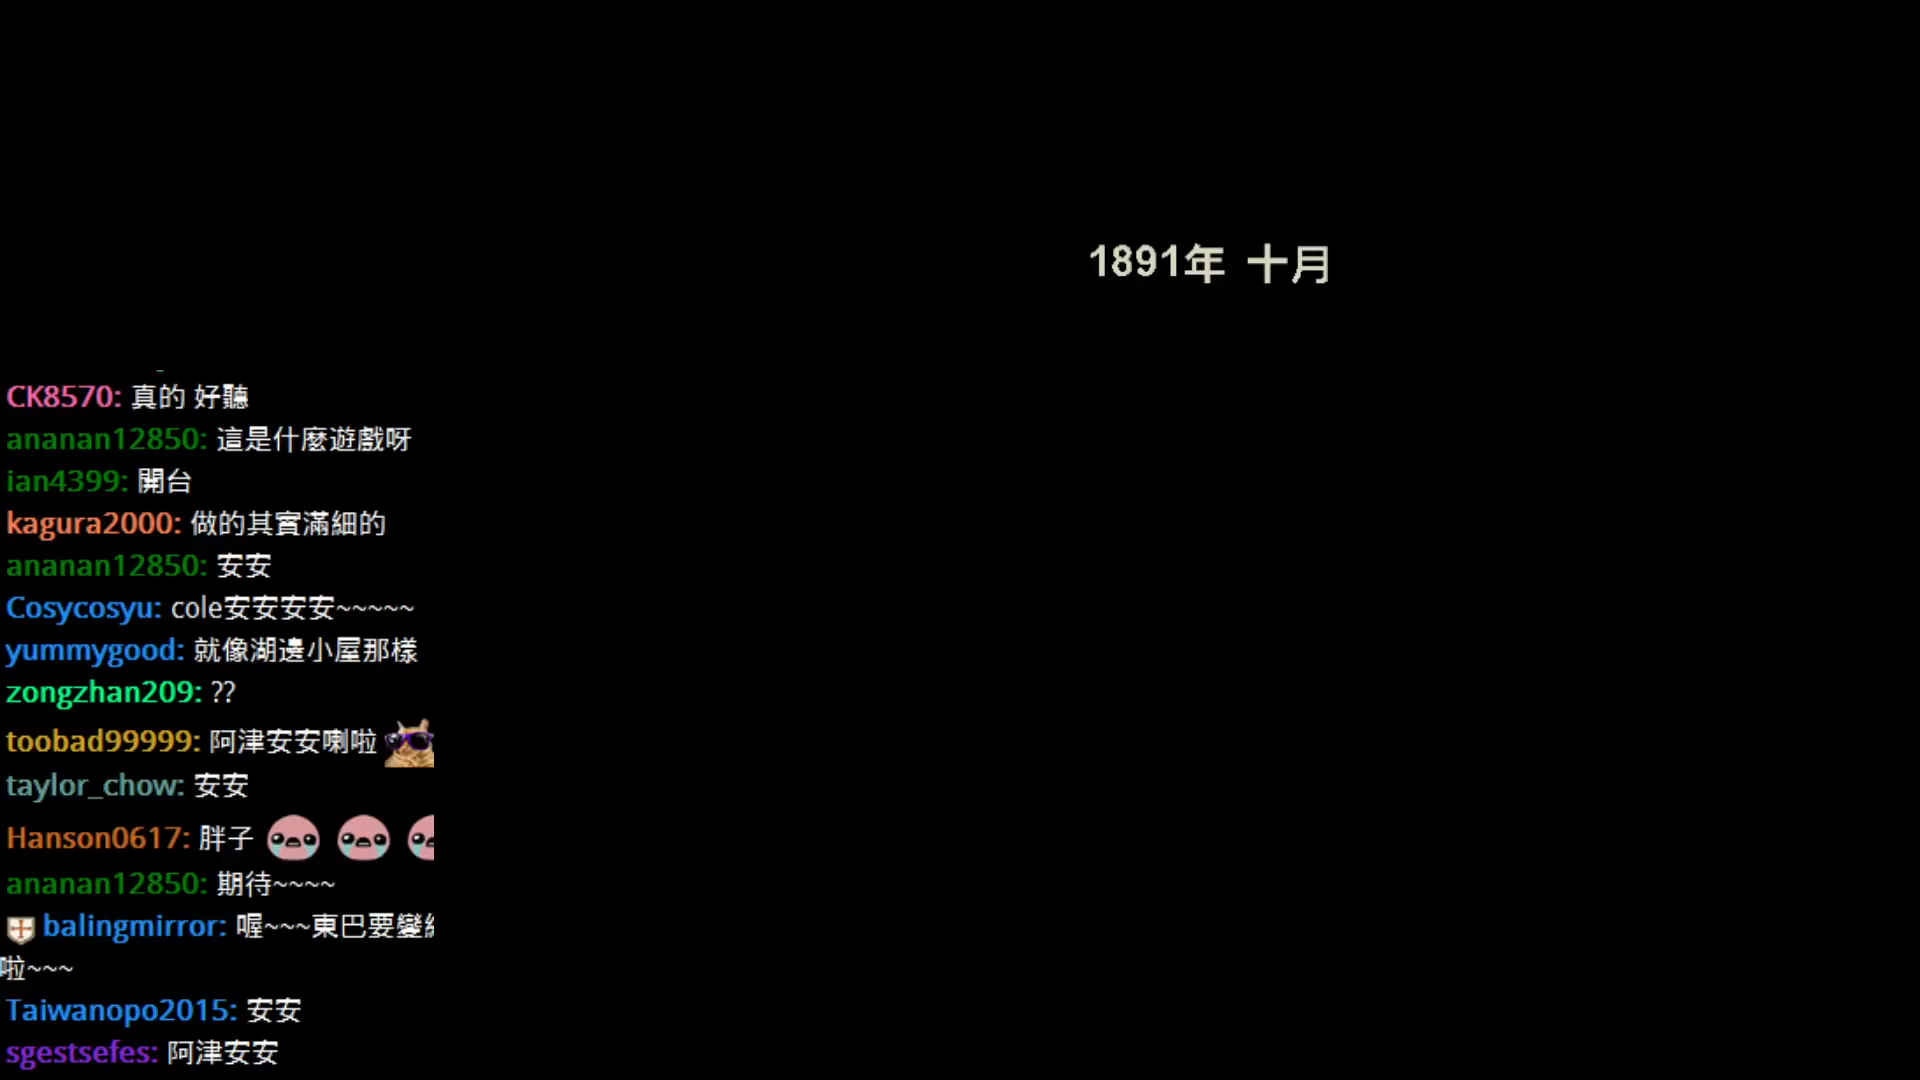 1891年 十月
CK8570: 真的 好聽
ananan12850: 這是什麼遊戲呀
ian4399: 開台
kagura2000: 做的其實滿細的
ananan12850: 安安
Cosycosyu: cole安安安安~~~~~
yummygood: 就像湖邊小屋那樣
zongzhan209: ??
toobad99999: 阿津安安喇啦
taylor_chow: 安安
Hanson0617: 胖子
ananan12850: 期待~~~~
balingmirror: 喔~~~東巴要變
啦~~~
Taiwanopo2015: 安安
sgestsefes: 阿津安安